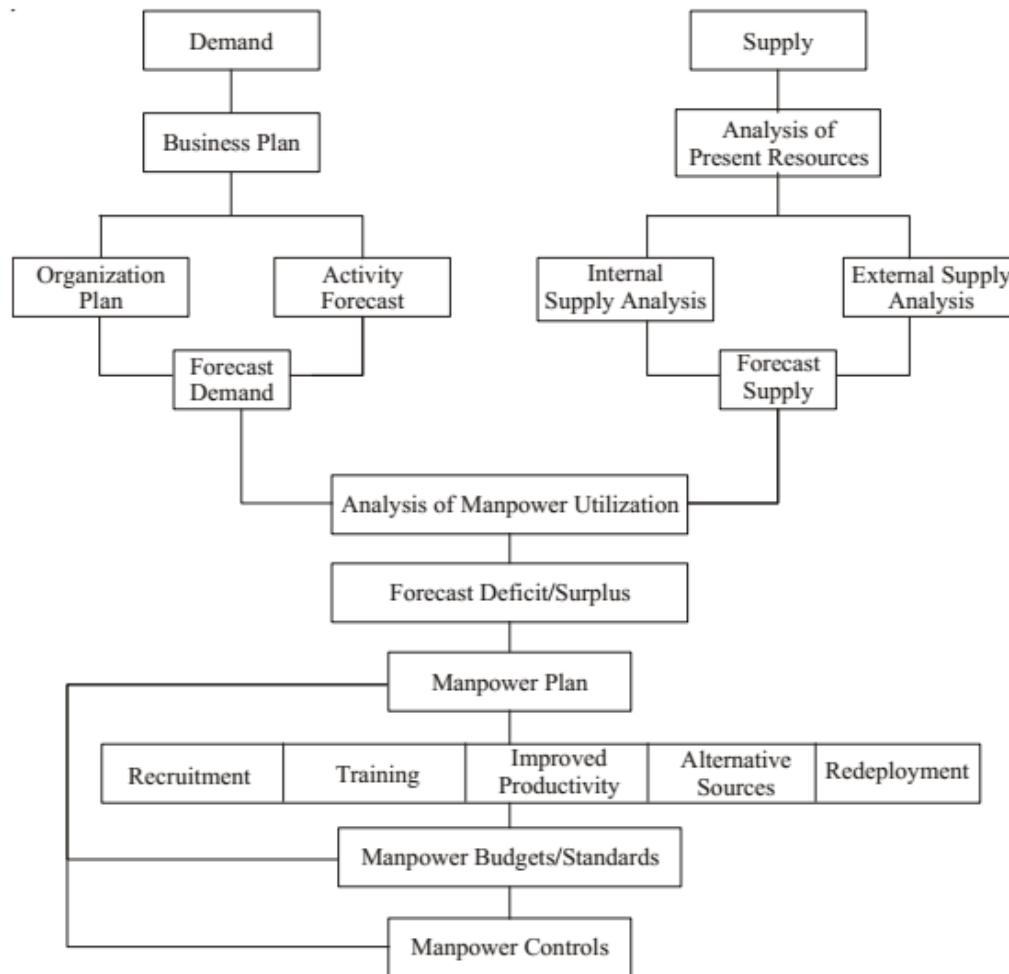 Demand
Supply
Business Plan
Analysis of
Present Resources
Organization
Plan
Activity
Forecast
Internal
Supply Analysis
External Supply
Analysis
Forecast
Demand
Forecast
Supply
Analysis of Manpower Utilization
Forecast Deficit/Surplus
Manpower Plan
Recruitment
Training
Improved
Productivity
Alternative
Sources
Redeployment
Manpower Budgets/Standards
Manpower Controls